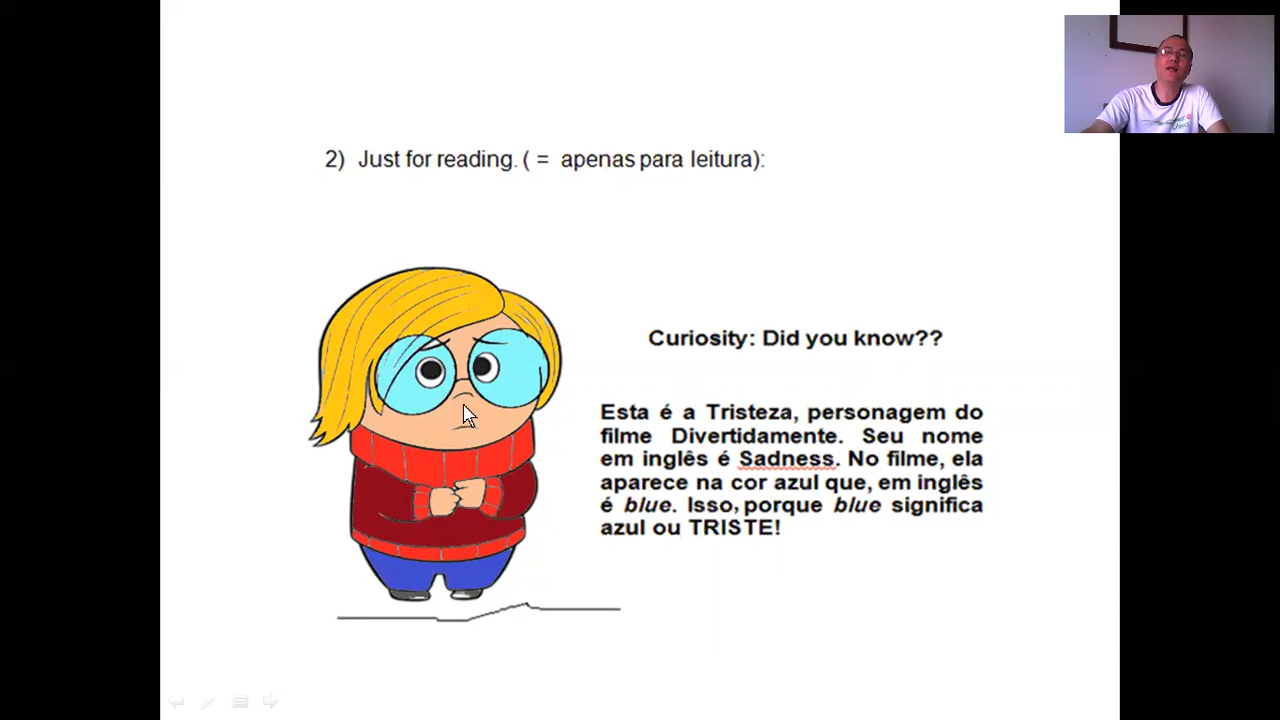 2) Just for reading. ( = apenas para leitura):
Curiosity: Did you know??
Esta é a Tristeza, personagem do
filme Divertidamente. Seu nome
em inglês é Sadness. No filme, ela
aparece na cor azul que, em inglês
é blue. Isso, porque blue significa
azul ou TRISTE!